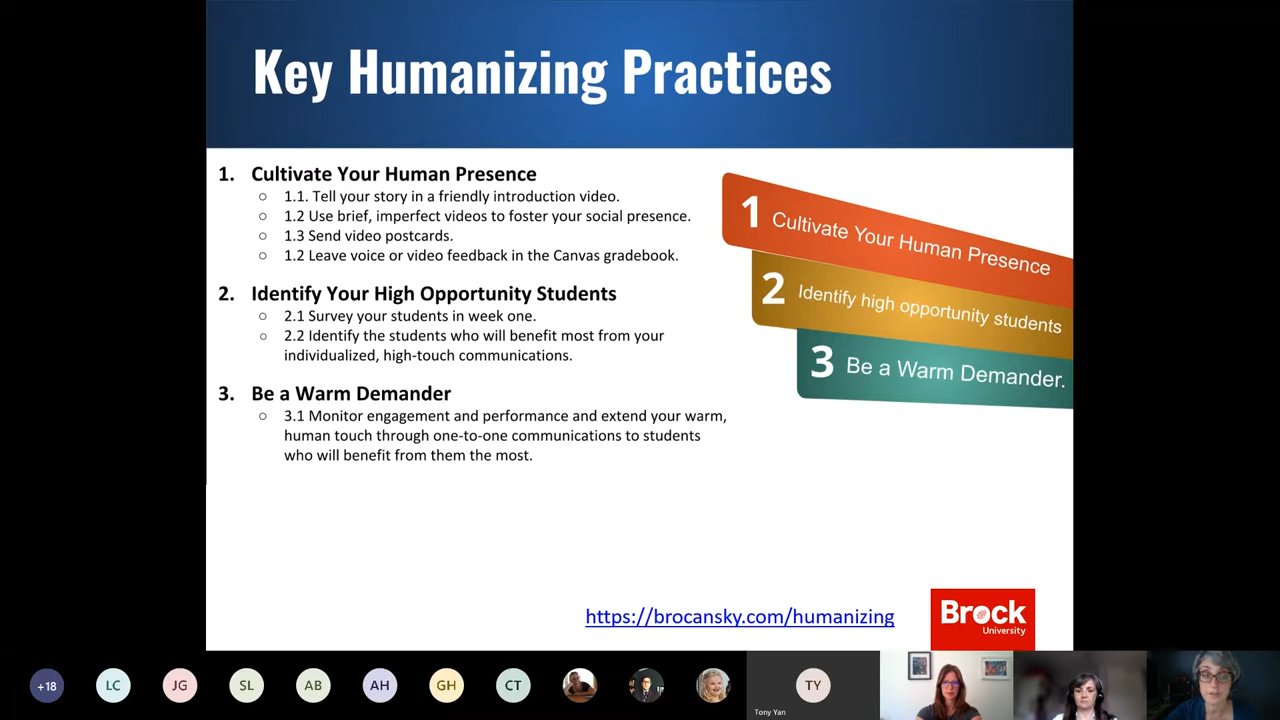 Key Humanizing Practices
1. Cultivate Your Human Presence
○ 1.1. Tell your story in a friendly introduction video.
○ 1.2 Use brief, imperfect videos to foster your social presence.
○ 1.3 Send video postcards.
○ 1.2 Leave voice or video feedback in the Canvas gradebook.
2. Identify Your High Opportunity Students
○ 2.1 Survey your students in week one.
○ 2.2 Identify the students who will benefit most from your
individualized, high-touch communications.
3. Be a Warm Demander
○ 3.1 Monitor engagement and performance and extend your warm,
human touch through one-to-one communications to students
who will benefit from them the most.
1 Cultivate Your Human Presence
2 Identify high opportunity students
3 Be a Warm Demander.
https://brocansky.com/humanizing
Brock
University
+18 LC JG SL AB AH GH CT TY
Tony Yan